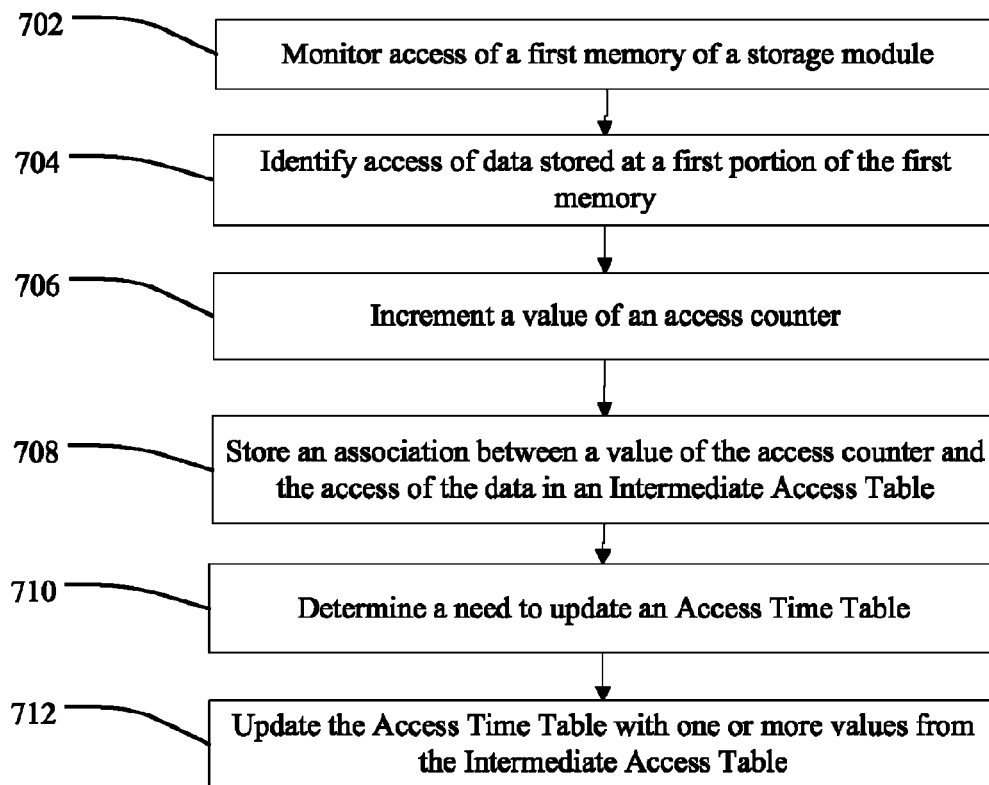 702
Monitor access of a first memory of a storage module
704
Identify access of data stored at a first portion of the first
memory
706
Increment a value of an access counter
708
Store an association between a value of the access counter and
the access of the data in an Intermediate Access Table
710
Determine a need to update an Access Time Table
712
Update the Access Time Table with one or more values from
the Intermediate Access Table